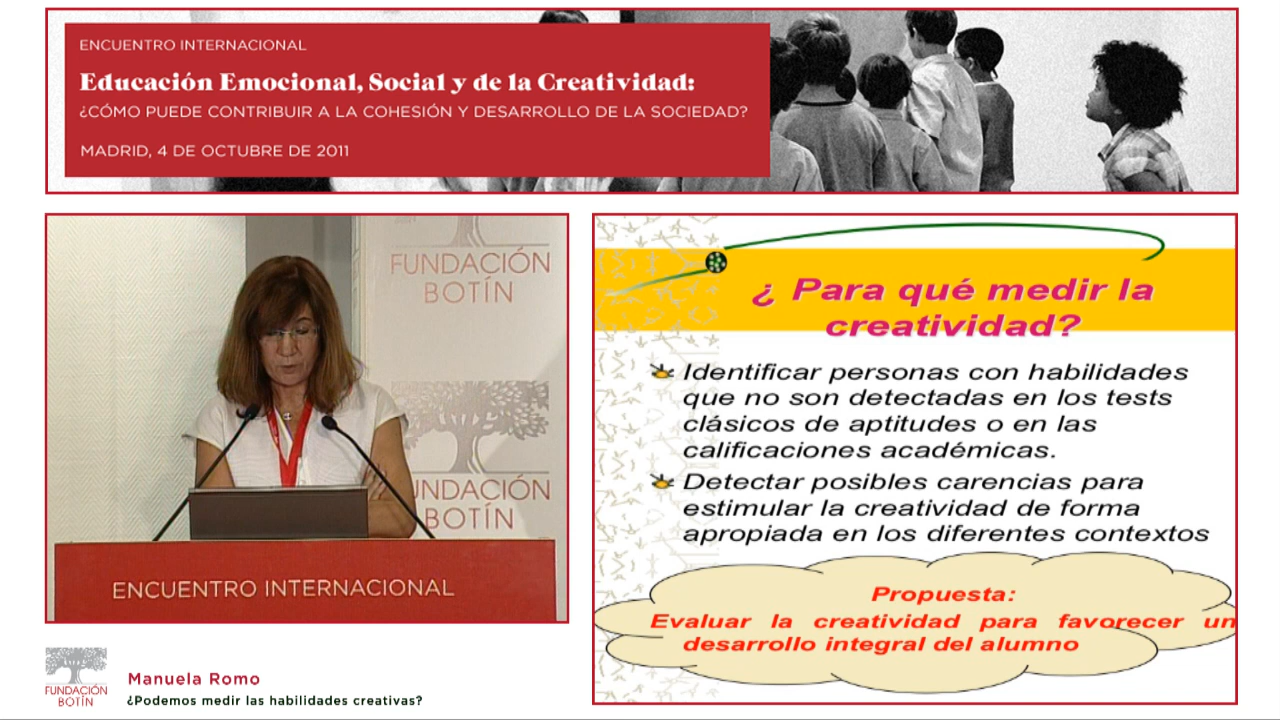 ENCUENTRO INTERNACIONAL
Educación Emocional, Social y de la Creatividad:
¿CÓMO PUEDE CONTRIBUIR A LA COHESIÓN Y DESARROLLO DE LA SOCIEDAD?
MADRID, 4 DE OCTUBRE DE 2011
FUNDACIÓN
BOTÍN
UNDACIÓN
BOTÍN
ENCUENTRO INTERNACIONAL
¿ Para qué medir la
creatividad?
Identificar personas con habilidades
que no son detectadas en los tests
clásicos de aptitudes o en las
calificaciones académicas.
Detectar posibles carencias para
estimular la creatividad de forma
apropiada en los diferentes contextos
Propuesta:
Evaluar la creatividad para favorecer un
desarrollo integral del alumno
FUNDACIÓN
BOTÍN
Manuela Romo
¿Podemos medir las habilidades creativas?